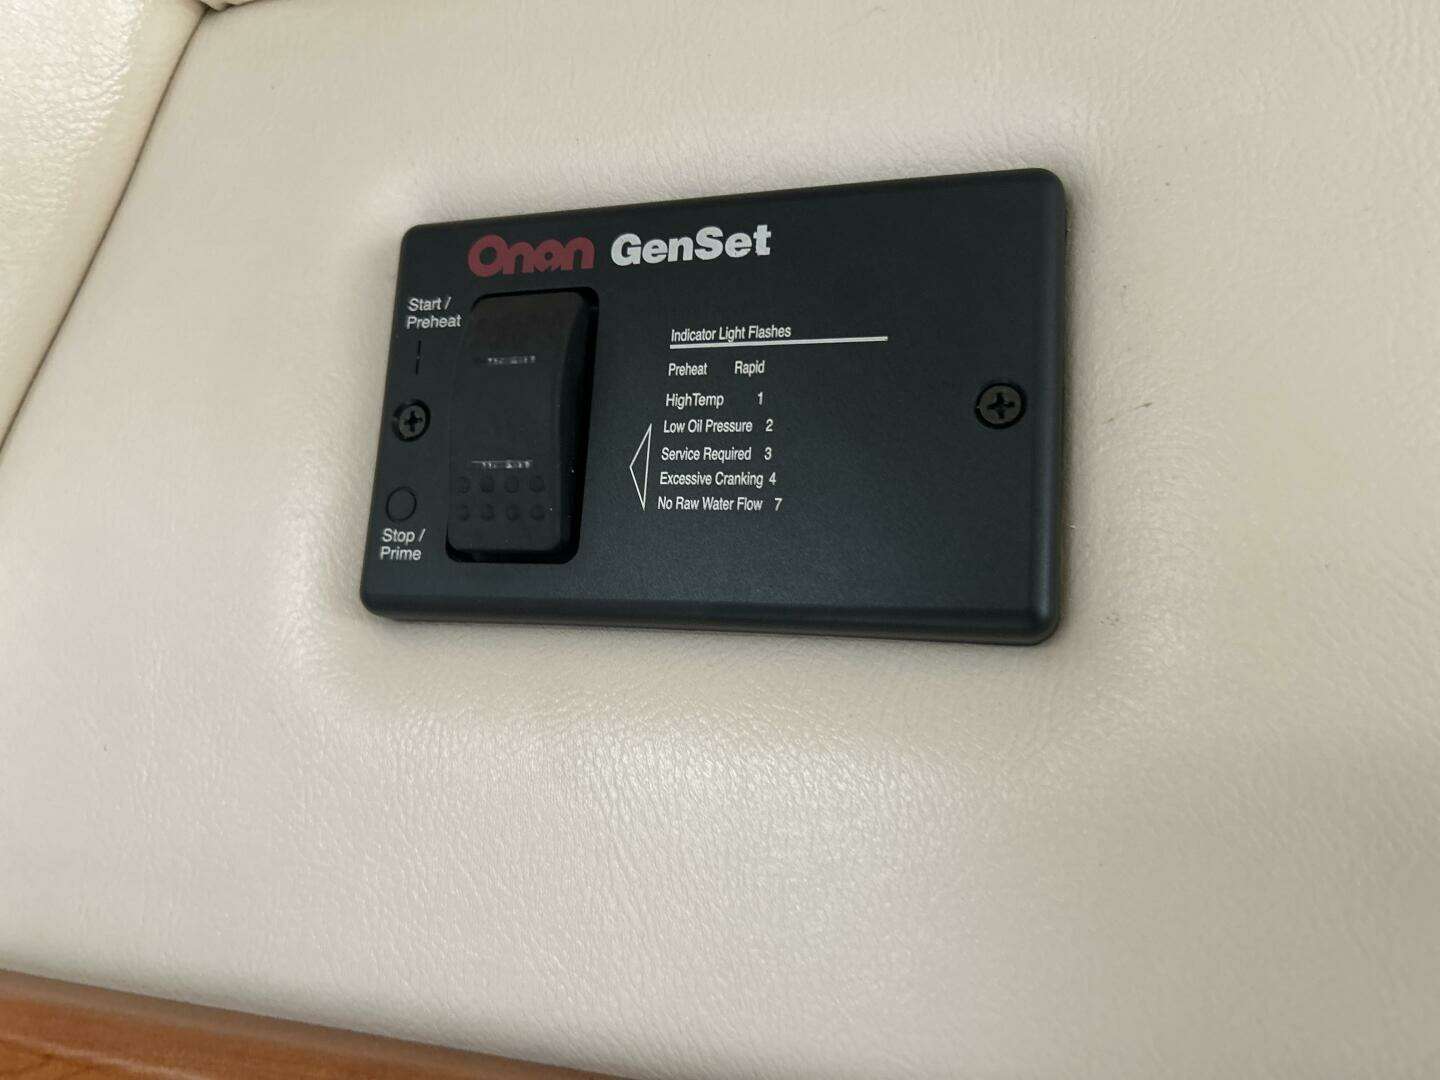 Onan GenSet
Start /
Preheat
Indicator Light Flashes
Preheat Rapid
HighTemp 1
Low Oil Pressure 2
Service Required 3
Excessive Cranking 4
No Raw Water Flow 7
Stop /
Prime